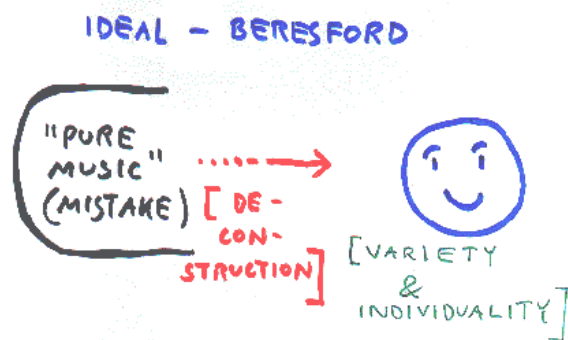 IDEAL - BERESFORD
"PURE
MUSIC"
(MISTAKE)
[DE-
CON-
STRUCTION]
[VARIETY
&
INDIVIDUALITY]